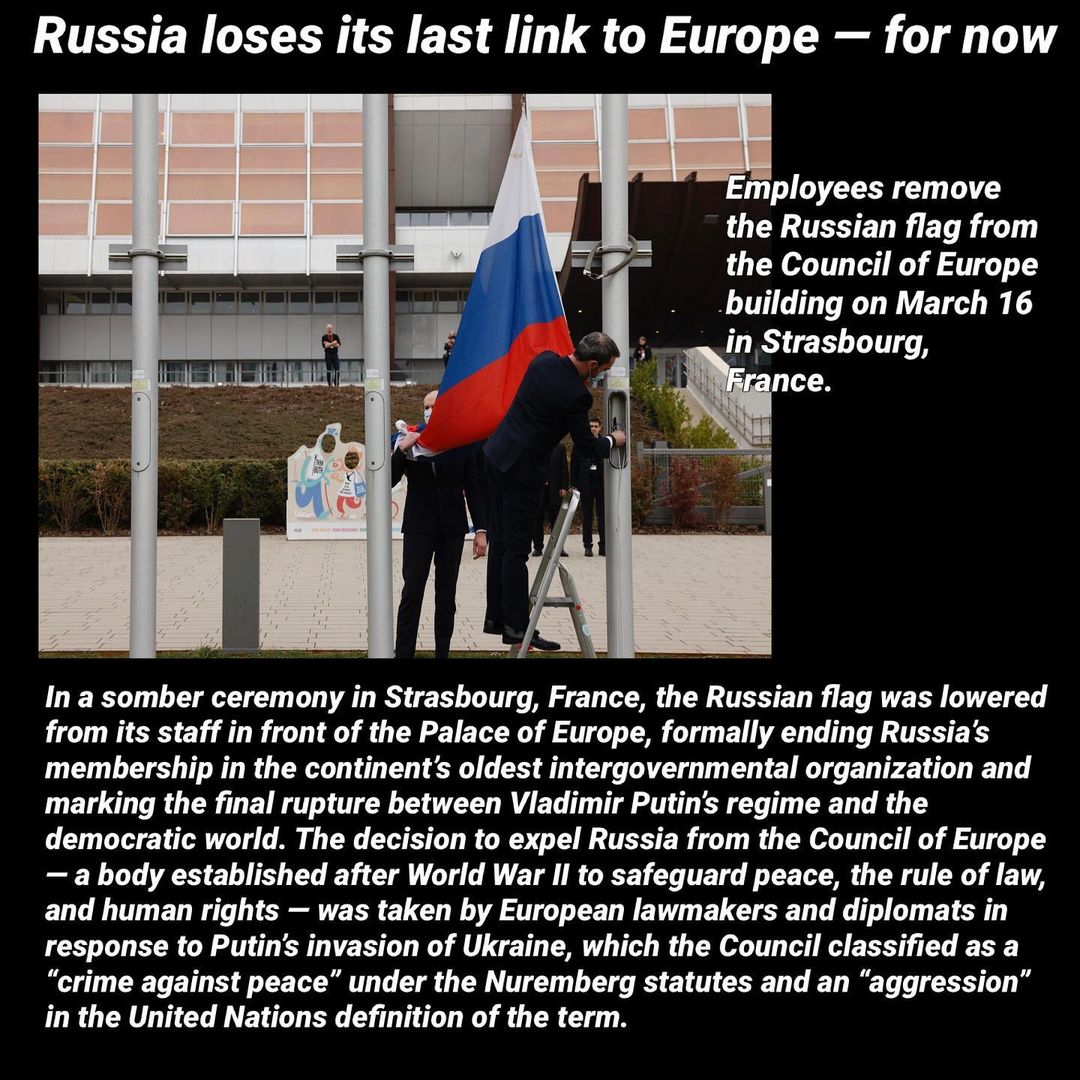 Russia loses its last link to Europe — for now
Employees remove
the Russian flag from
the Council of Europe
building on March 16
in Strasbourg,
France.
In a somber ceremony in Strasbourg, France, the Russian flag was lowered
from its staff in front of the Palace of Europe, formally ending Russia’s
membership in the continent’s oldest intergovernmental organization and
marking the final rupture between Vladimir Putin’s regime and the
democratic world. The decision to expel Russia from the Council of Europe
— a body established after World War II to safeguard peace, the rule of law,
and human rights — was taken by European lawmakers and diplomats in
response to Putin’s invasion of Ukraine, which the Council classified as a
“crime against peace” under the Nuremberg statutes and an “aggression”
in the United Nations definition of the term.